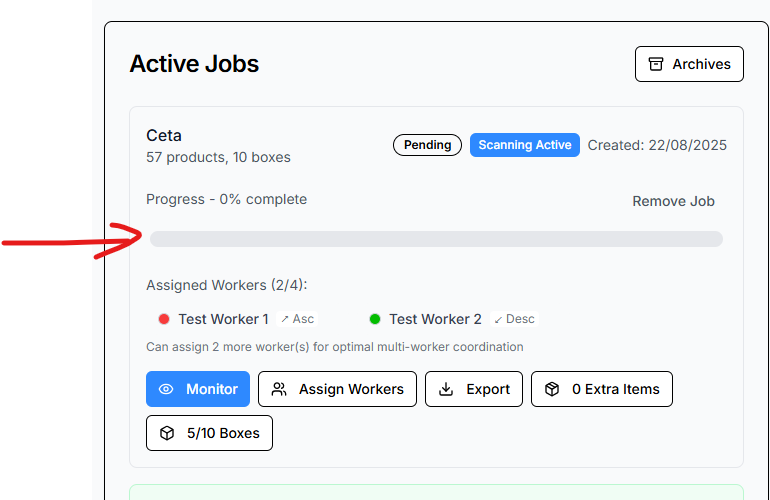 Active Jobs
Archives
Ceta
57 products, 10 boxes
Pending
Scanning Active
Created: 22/08/2025
Progress - 0% complete
Remove Job
Assigned Workers (2/4):
Test Worker 1 ↗ Asc
Test Worker 2 ↙ Desc
Can assign 2 more worker(s) for optimal multi-worker coordination
Monitor
Assign Workers
Export
0 Extra Items
5/10 Boxes